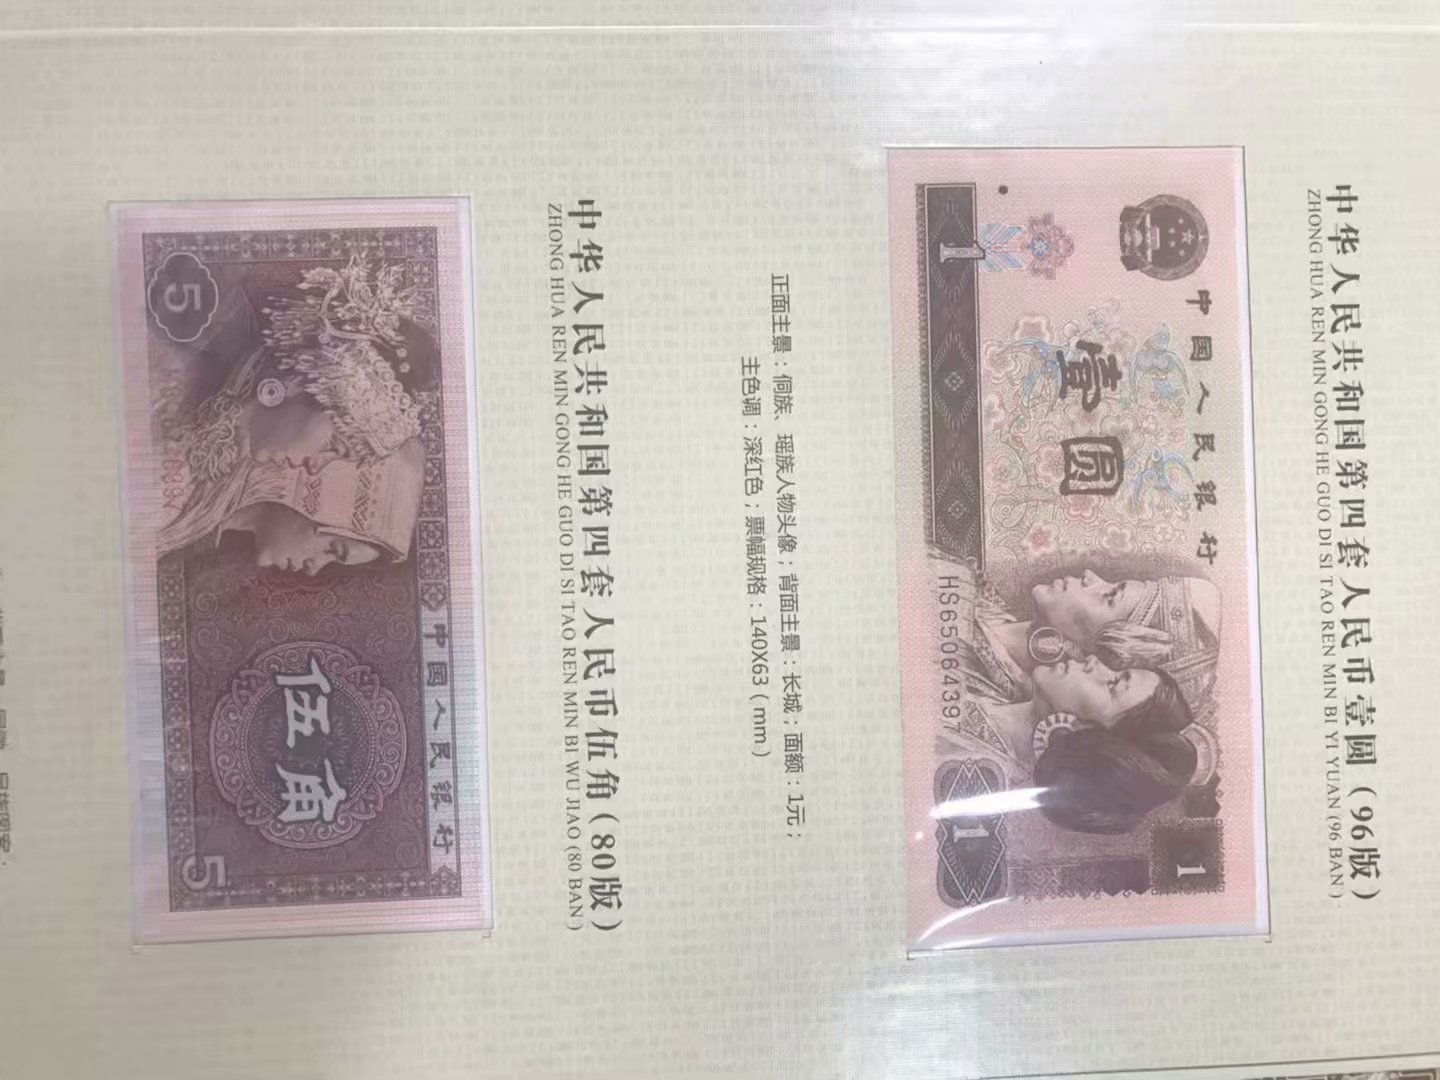 中华人民共和国第四套人民币壹圆（96版）
ZHONG HUA REN MIN GONG HE GUO DI SI TAO REN MIN BI YI YUAN (96 BAN)
中国人民银行
壹圆
1
HS65064397
1
1
正面主景：侗族、瑶族人物头像；背面主景：长城；面额：1元；
主色调：深红色；票幅规格：140X63（mm）
中华人民共和国第四套人民币伍角（80版）
ZHONG HUA REN MIN GONG HE GUO DI SI TAO REN MIN BI WU JIAO (80 BAN)
中国人民银行
伍角
5
5